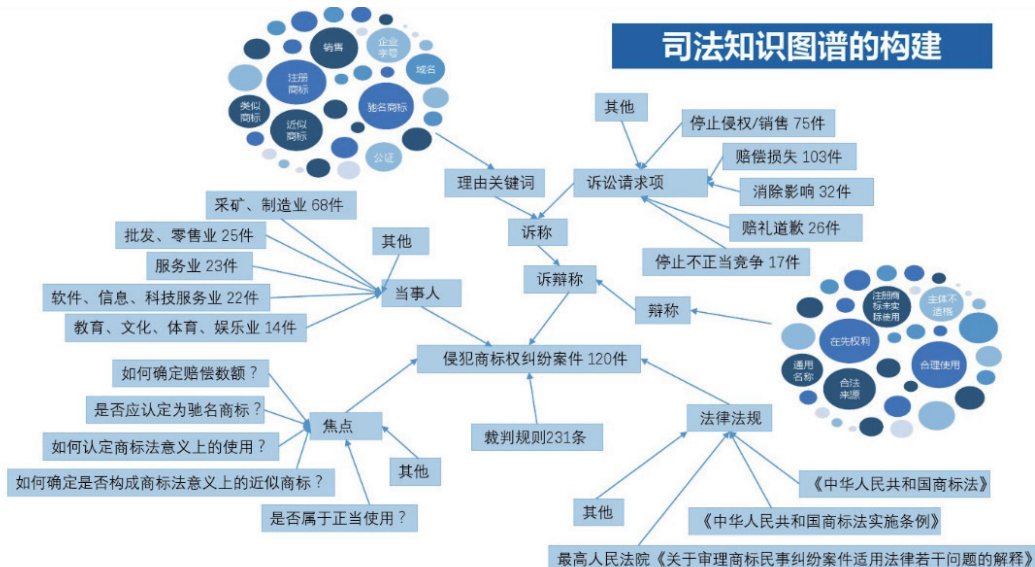 司法知识图谱的构建
销售
企业
字号
注册
商标
域名
类似
商标
驰名商标
近似
商标
公证
其他
停止侵权/销售 75件
赔偿损失 103件
理由关键词
诉讼请求项
消除影响 32件
采矿、制造业 68件
赔礼道歉 26件
批发、零售业 25件
其他
诉称
停止不正当竞争 17件
服务业 23件
诉辩称
软件、信息、科技服务业 22件
当事人
辩称
注册商
标未实
际使用
主体不
适格
教育、文化、体育、娱乐业 14件
在先权利
侵犯商标权纠纷案件 120件
通用
名称
合理使用
合法
来源
如何确定赔偿数额？
是否应认定为驰名商标？
焦点
法律法规
如何认定商标法意义上的使用？
裁判规则231条
其他
如何确定是否构成商标法意义上的近似商标？
《中华人民共和国商标法》
是否属于正当使用？
其他
《中华人民共和国商标法实施条例》
最高人民法院《关于审理商标民事纠纷案件适用法律若干问题的解释》